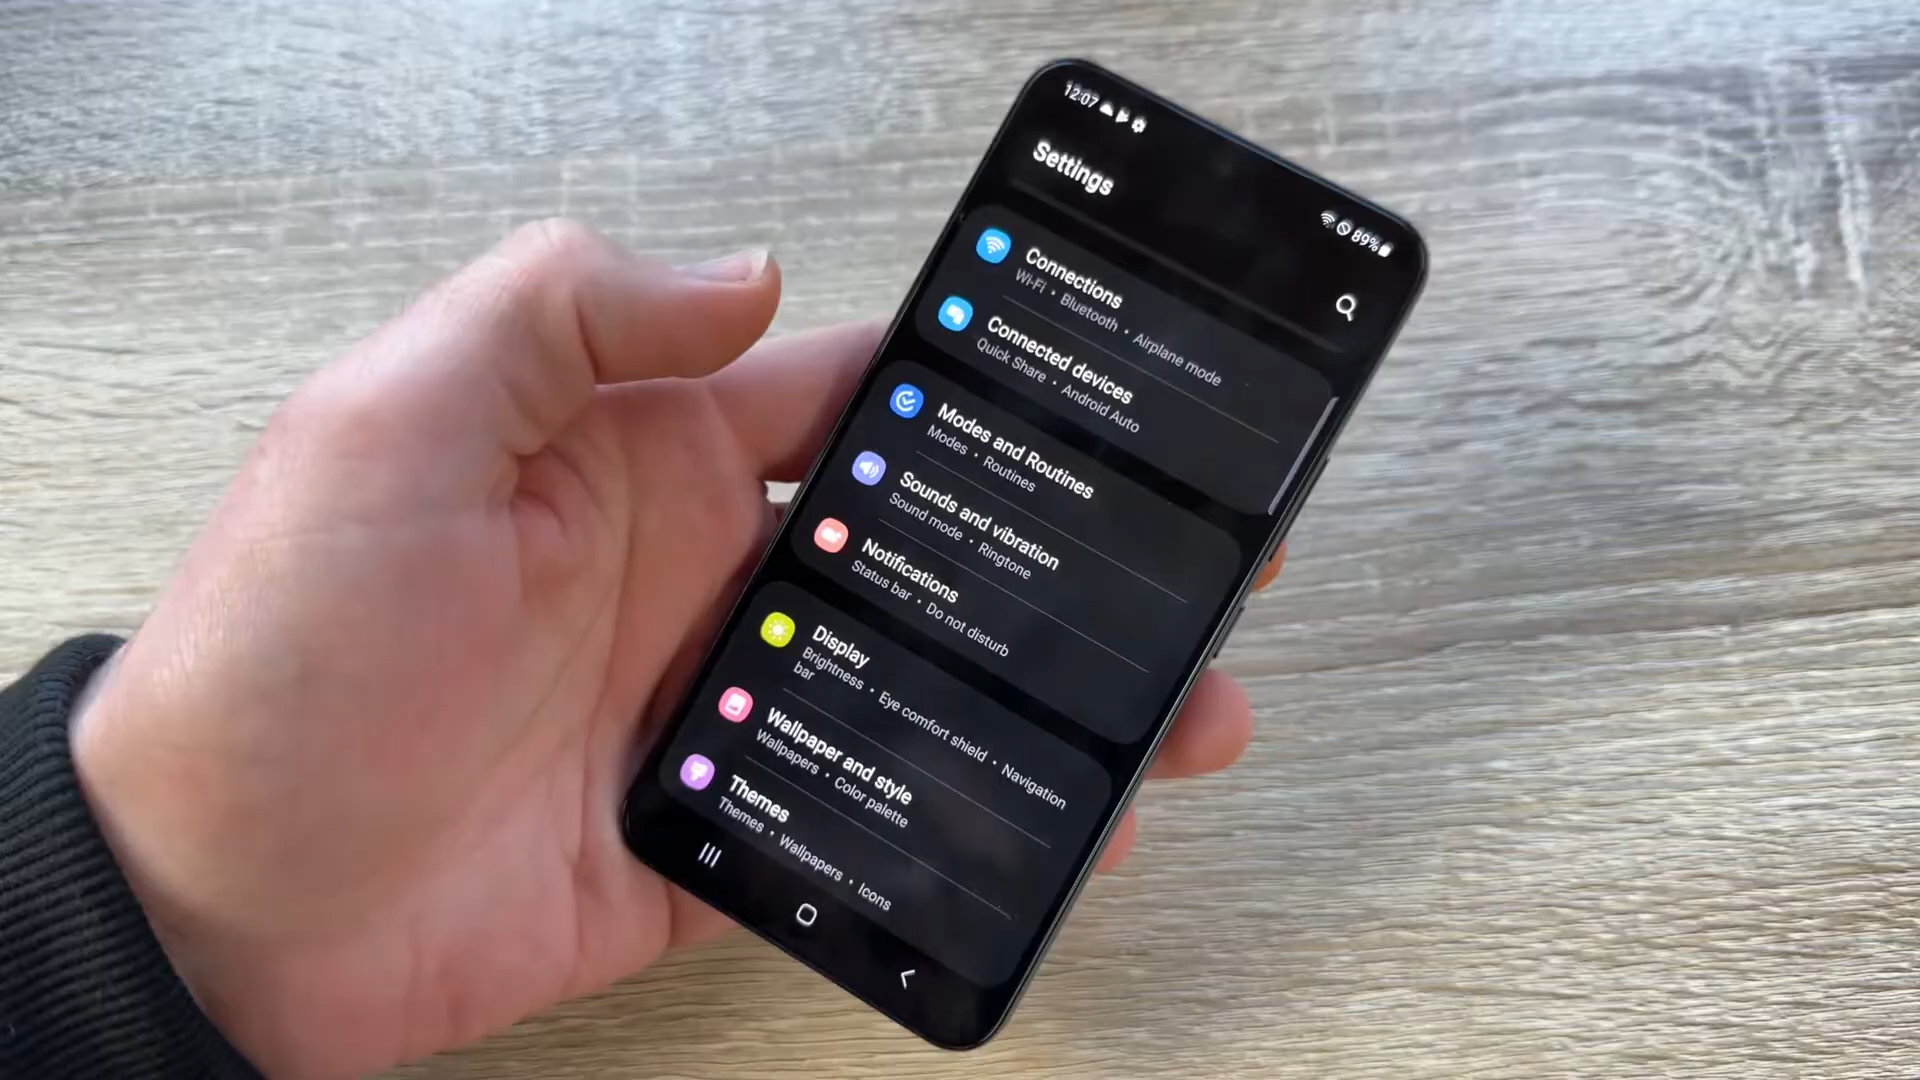 12:07
89%
Settings
Connections
Wi-Fi • Bluetooth • Airplane mode
Connected devices
Quick Share • Android Auto
Modes and Routines
Modes • Routines
Sounds and vibration
Sound mode • Ringtone
Notifications
Status bar • Do not disturb
Display
Brightness • Eye comfort shield • Navigation
bar
Wallpaper and style
Wallpapers • Color palette
Themes
Themes • Wallpapers • Icons